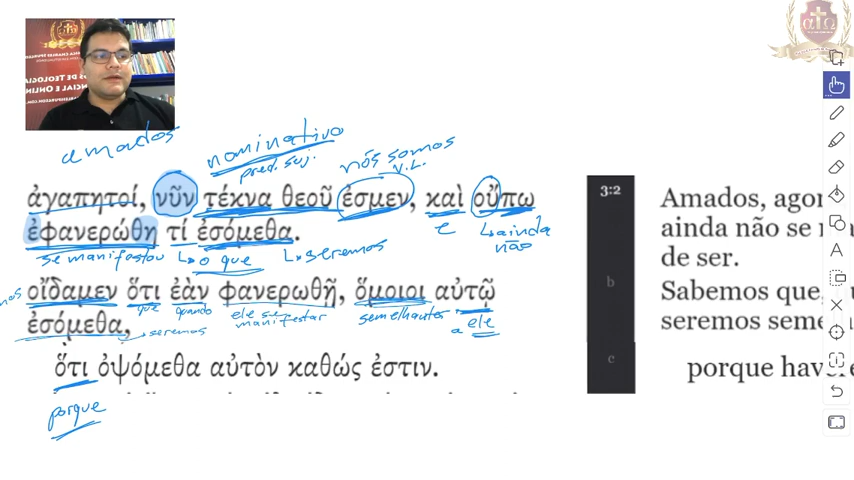 amados
nominativo
pred. suj.
nós somos
v.L.
ἀγαπητοί, νῦν τέκνα θεοῦ ἐσμεν, καὶ οὔπω
e
ainda não
ἐφανερώθη τί ἐσόμεθα.
se manifestou
o que
seremos
οἴδαμεν ὅτι ἐὰν φανερωθῇ, ὅμοιοι αὐτῷ
que
quando
ele se manifestar
semelhantes
a ele
ἐσόμεθα,
seremos
ὅτι ὀψόμεθα αὐτὸν καθώς ἐστιν.
porque
3:2
Amados,
ainda não se
de ser.
b
Sabemos que,
seremos
c
porque